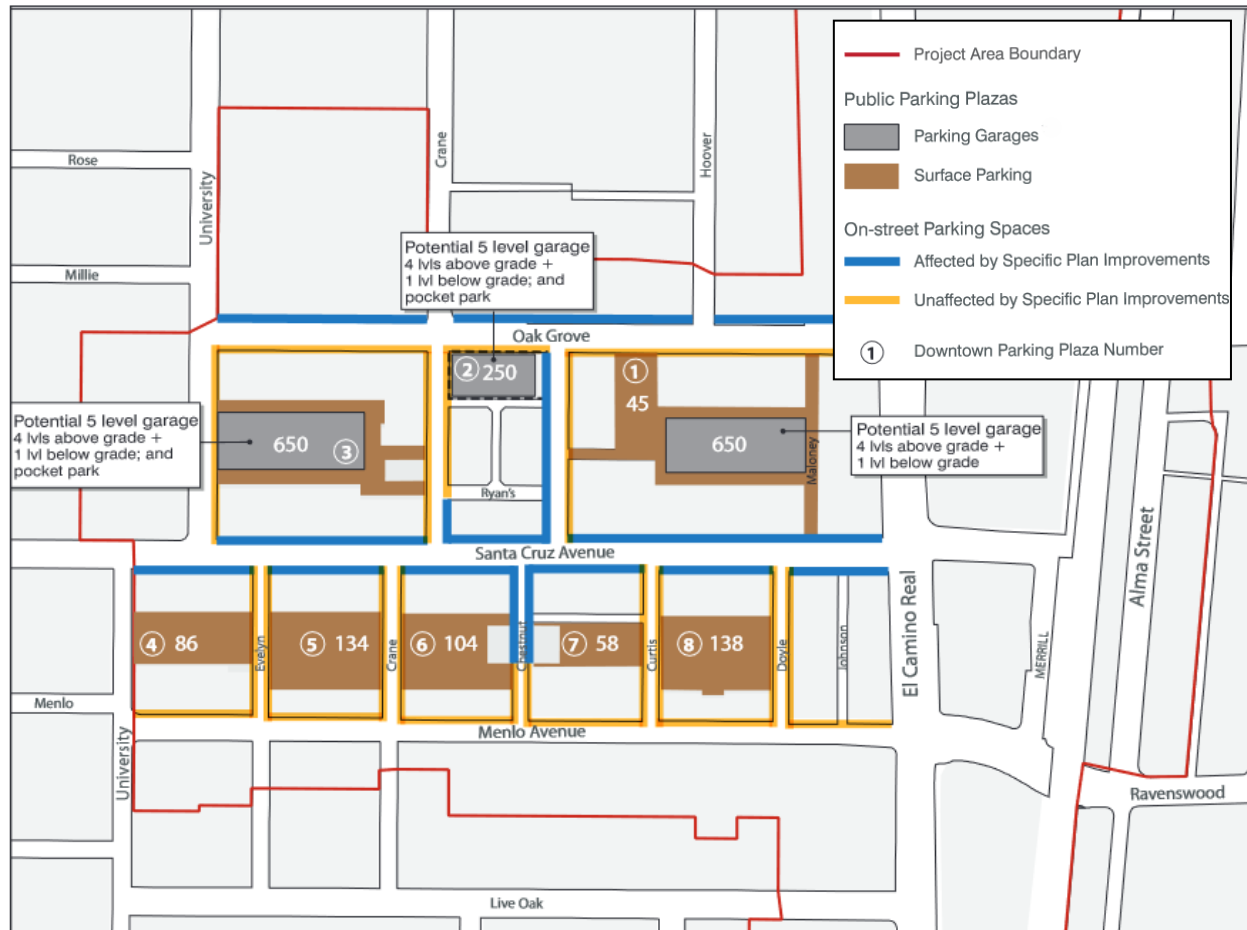 Project Area Boundary
Public Parking Plazas
Parking Garages
Surface Parking
On-street Parking Spaces
Affected by Specific Plan Improvements
Unaffected by Specific Plan Improvements
① Downtown Parking Plaza Number
Rose
University
Crane
Hoover
Millie
Potential 5 level garage
4 lvls above grade +
1 lvl below grade; and
pocket park
Oak Grove
② 250
①
45
Potential 5 level garage
4 lvls above grade +
1 lvl below grade; and
pocket park
650 ③
650
Maloney
Potential 5 level garage
4 lvls above grade +
1 lvl below grade
Ryan's
Santa Cruz Avenue
Alma Street
El Camino Real
④ 86
Evelyn
⑤ 134
Crane
⑥ 104
Chestnut
⑦ 58
Curtis
⑧ 138
Doyle
Johnson
MERRILL
Menlo
Menlo Avenue
University
Ravenswood
Live Oak